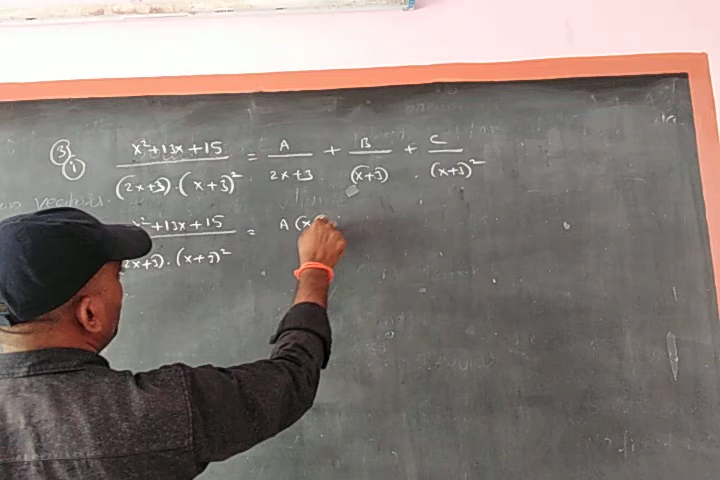 3
i
x²+13x+15 / (2x+3).(x+3)² = A / 2x+3 + B / (x+3) + C / (x+3)²
x²+13x+15 / 2x+3).(x+3)² = A(x
vectors.